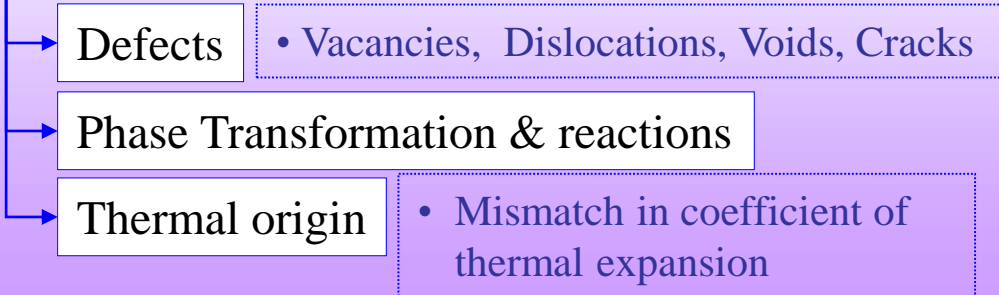 Defects • Vacancies, Dislocations, Voids, Cracks
Phase Transformation & reactions
Thermal origin • Mismatch in coefficient of
thermal expansion